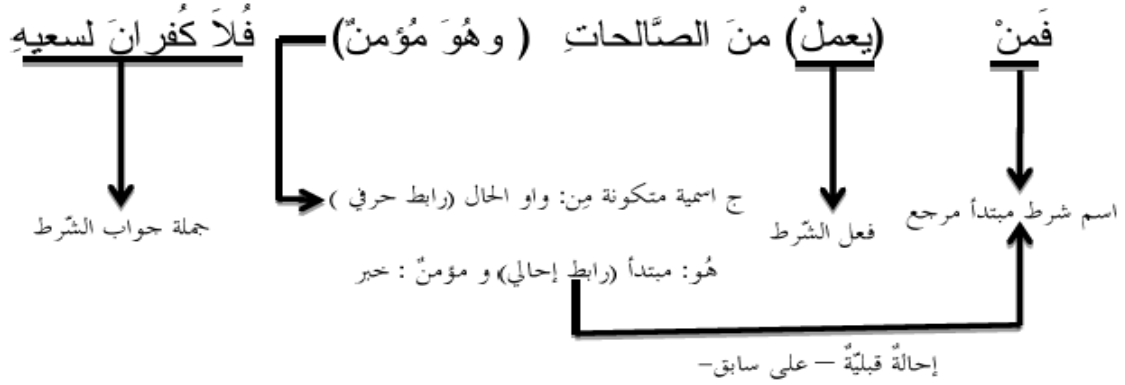 فَمنْ (يعملْ) منَ الصَّالحاتِ ( وهُوَ مُؤمنٌ) فُلاَ كُفرانَ لسعيهِ
ج اسمية متكونة مِن: واو الحال (رابط حرفي )
اسم شرط مبتدأ مرجع
فعل الشّرط
جملة جواب الشّرط
هُو: مبتدأ (رابط إحالي) و مؤمنٌ : خبر
إحالةٌ قبليّةٌ – على سابق-